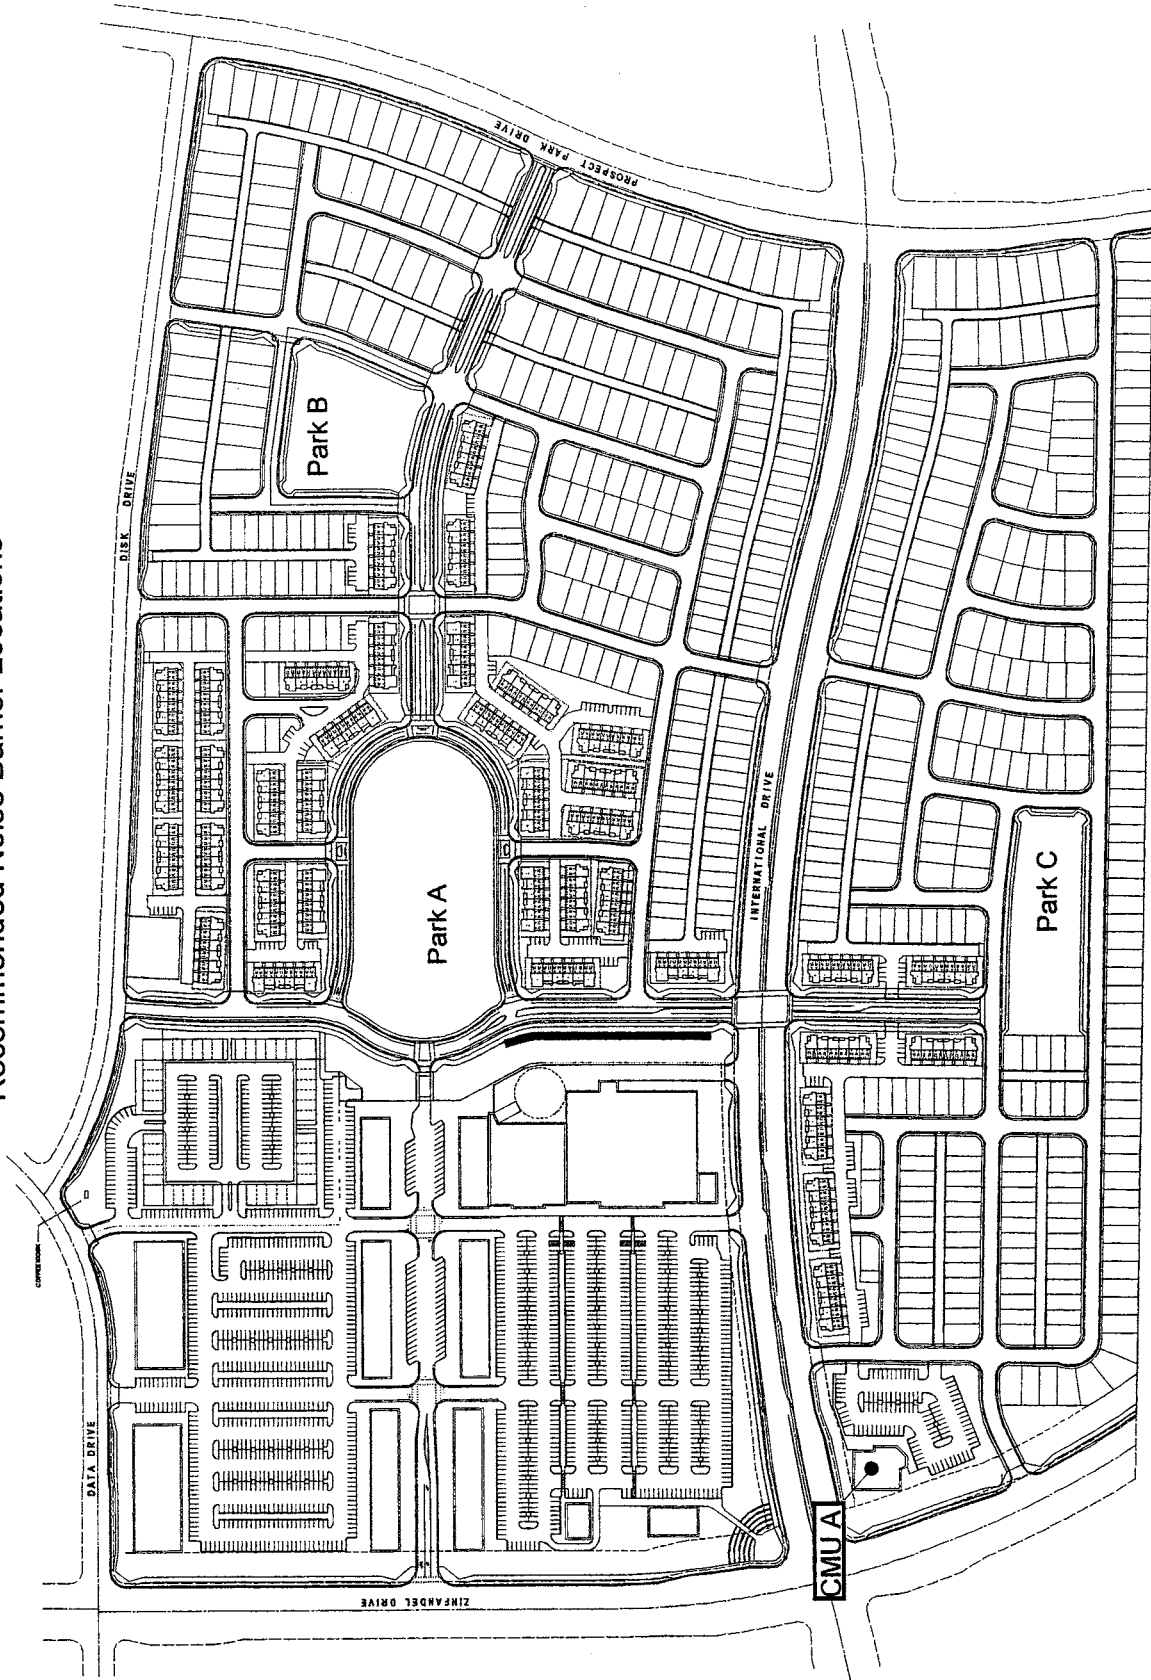 Recommended Noise Barrier Locations
PROSPECT PARK DRIVE
DISK DRIVE
Park B
Park A
INTERNATIONAL DRIVE
Park C
DATA DRIVE
CMU A
ZINFANDEL DRIVE